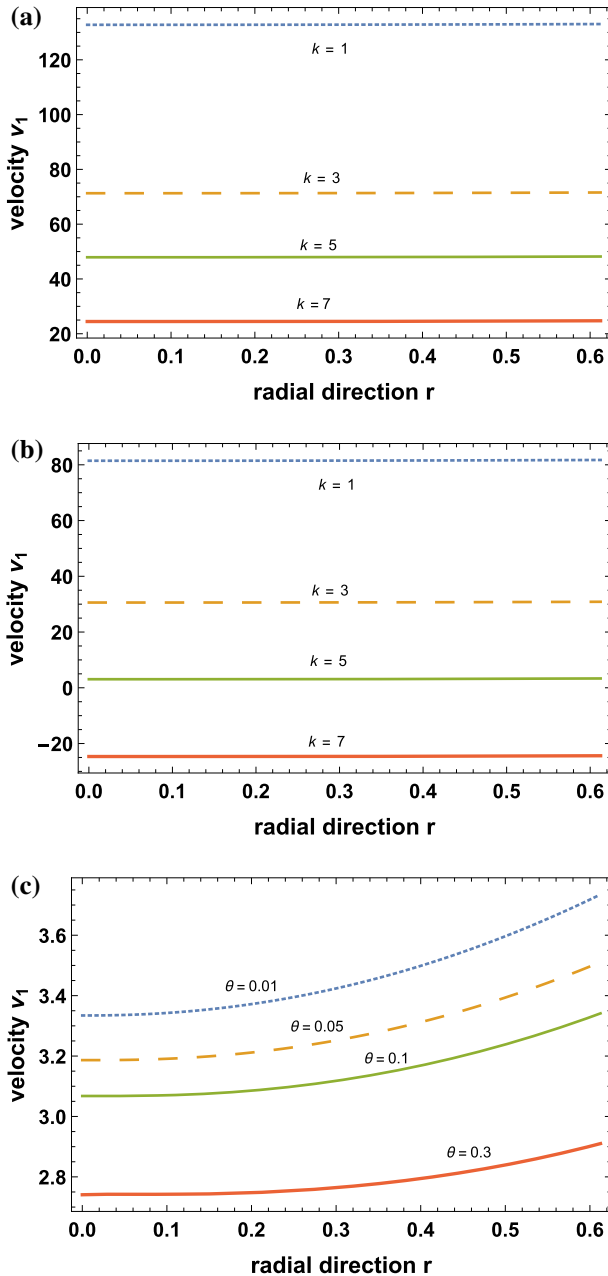 (a)
velocity v1
120
100
80
60
40
20
k = 1
k = 3
k = 5
k = 7
0.0 0.1 0.2 0.3 0.4 0.5 0.6
radial direction r
(b)
velocity v1
80
60
40
20
0
−20
k = 1
k = 3
k = 5
k = 7
0.0 0.1 0.2 0.3 0.4 0.5 0.6
radial direction r
(c)
velocity v1
3.6
3.4
3.2
3.0
2.8
θ = 0.01
θ = 0.05
θ = 0.1
θ = 0.3
0.0 0.1 0.2 0.3 0.4 0.5 0.6
radial direction r